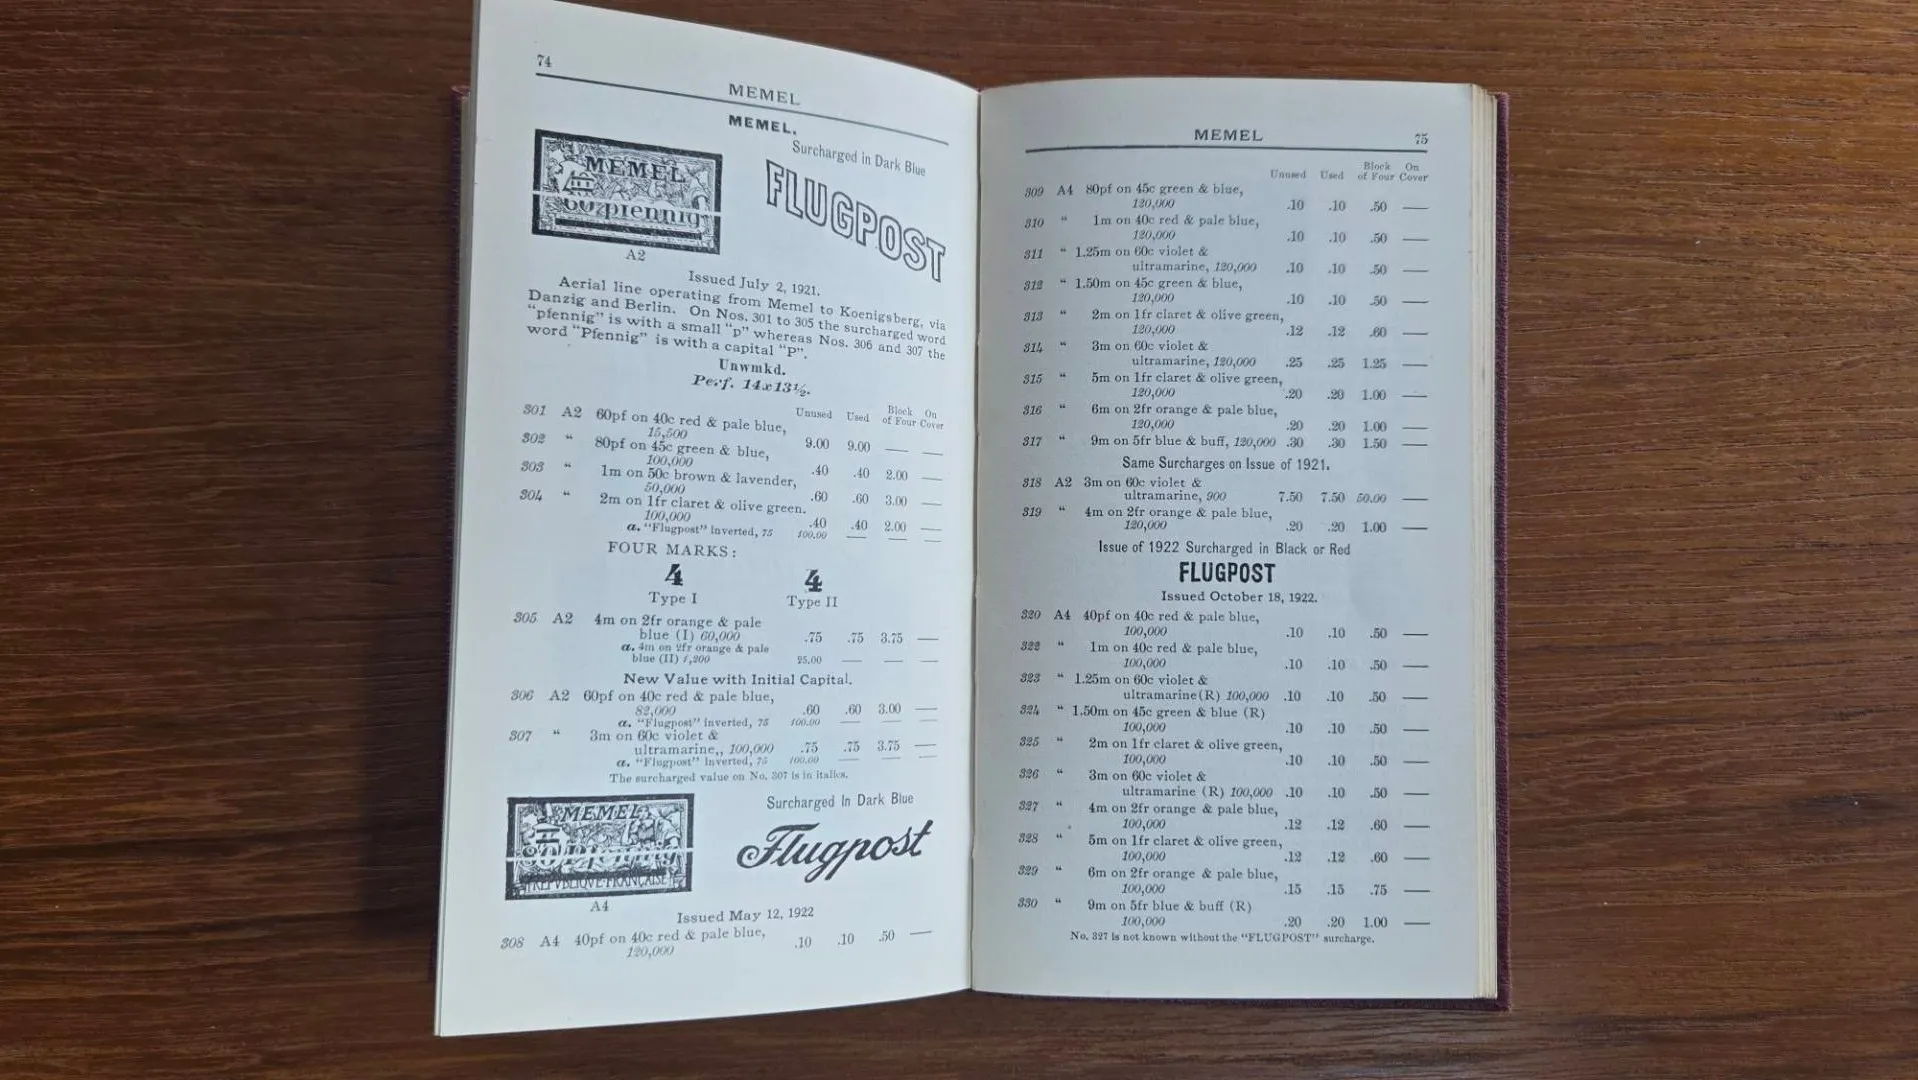 74
MEMEL
MEMEL.
MEMEL
60 pfennig
A2
Surcharged in Dark Blue
FLUGPOST
Issued July 2, 1921.
Aerial line operating from Memel to Koenigsberg, via
Danzig and Berlin. On Nos. 301 to 305 the surcharged word
"pfennig" is with a small "p" whereas Nos. 306 and 307 the
word "Pfennig" is with a capital "P".
Unwmkd.
Perf. 14x13½.
Unused Used Block of Four On Cover
301 A2 60pf on 40c red & pale blue,
15,500 9.00 9.00 — —
302 " 80pf on 45c green & blue,
100,000 .40 .40 2.00 —
303 " 1m on 50c brown & lavender,
50,000 .60 .60 3.00 —
304 " 2m on 1fr claret & olive green.
100,000 .40 .40 2.00 —
a. "Flugpost" inverted, 75 100.00 — — —
FOUR MARKS:
4 4
Type I Type II
305 A2 4m on 2fr orange & pale
blue (I) 60,000 .75 .75 3.75 —
a. 4m on 2fr orange & pale
blue (II) 25.00 — — —
New Value with Initial Capital.
306 A2 60pf on 40c red & pale blue,
82,000 .60 .60 3.00 —
a. "Flugpost" inverted, 75 100.00 — — —
307 " 3m on 60c violet &
ultramarine,, 100,000 .75 .75 3.75 —
a. "Flugpost" inverted, 75 100.00 — — —
The surcharged value on No. 307 is in italics.
MEMEL
Pfennig
REPVBLIQVE FRANÇAISE
A4
Surcharged In Dark Blue
Flugpost
Issued May 12, 1922
308 A4 40pf on 40c red & pale blue,
120,000 .10 .10 .50 —
MEMEL 75
Unused Used Block of Four On Cover
309 A4 80pf on 45c green & blue,
120,000 .10 .10 .50 —
310 " 1m on 40c red & pale blue,
120,000 .10 .10 .50 —
311 " 1.25m on 60c violet &
ultramarine, 120,000 .10 .10 .50 —
312 " 1.50m on 45c green & blue,
120,000 .10 .10 .50 —
313 " 2m on 1fr claret & olive green,
120,000 .12 .12 .60 —
314 " 3m on 60c violet &
ultramarine, 120,000 .25 .25 1.25 —
315 " 5m on 1fr claret & olive green,
120,000 .20 .20 1.00 —
316 " 6m on 2fr orange & pale blue,
120,000 .20 .20 1.00 —
317 " 9m on 5fr blue & buff, 120,000 .30 .30 1.50 —
Same Surcharges on Issue of 1921.
318 A2 3m on 60c violet &
ultramarine, 900 7.50 7.50 50.00 —
319 " 4m on 2fr orange & pale blue,
120,000 .20 .20 1.00 —
Issue of 1922 Surcharged in Black or Red
FLUGPOST
Issued October 18, 1922.
320 A4 40pf on 40c red & pale blue,
100,000 .10 .10 .50 —
322 " 1m on 40c red & pale blue,
100,000 .10 .10 .50 —
323 " 1.25m on 60c violet &
ultramarine(R) 100,000 .10 .10 .50 —
324 " 1.50m on 45c green & blue (R)
100,000 .10 .10 .50 —
325 " 2m on 1fr claret & olive green,
100,000 .10 .10 .50 —
326 " 3m on 60c violet &
ultramarine (R) 100,000 .10 .10 .50 —
327 " 4m on 2fr orange & pale blue,
100,000 .12 .12 .60 —
328 " 5m on 1fr claret & olive green,
100,000 .12 .12 .60 —
329 " 6m on 2fr orange & pale blue,
100,000 .15 .15 .75 —
330 " 9m on 5fr blue & buff (R)
100,000 .20 .20 1.00 —
No. 327 is not known without the "FLUGPOST" surcharge.